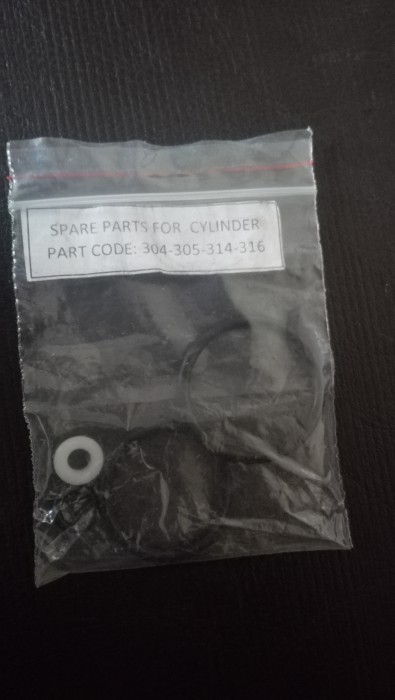 SPARE PARTS FOR CYLINDER
PART CODE: 304-305-314-316